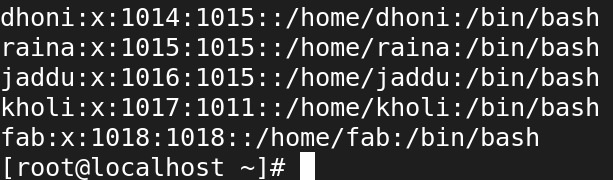 dhoni:x:1014:1015::/home/dhoni:/bin/bash
raina:x:1015:1015::/home/raina:/bin/bash
jaddu:x:1016:1015::/home/jaddu:/bin/bash
kholi:x:1017:1011::/home/kholi:/bin/bash
fab:x:1018:1018::/home/fab:/bin/bash
[root@localhost ~]#